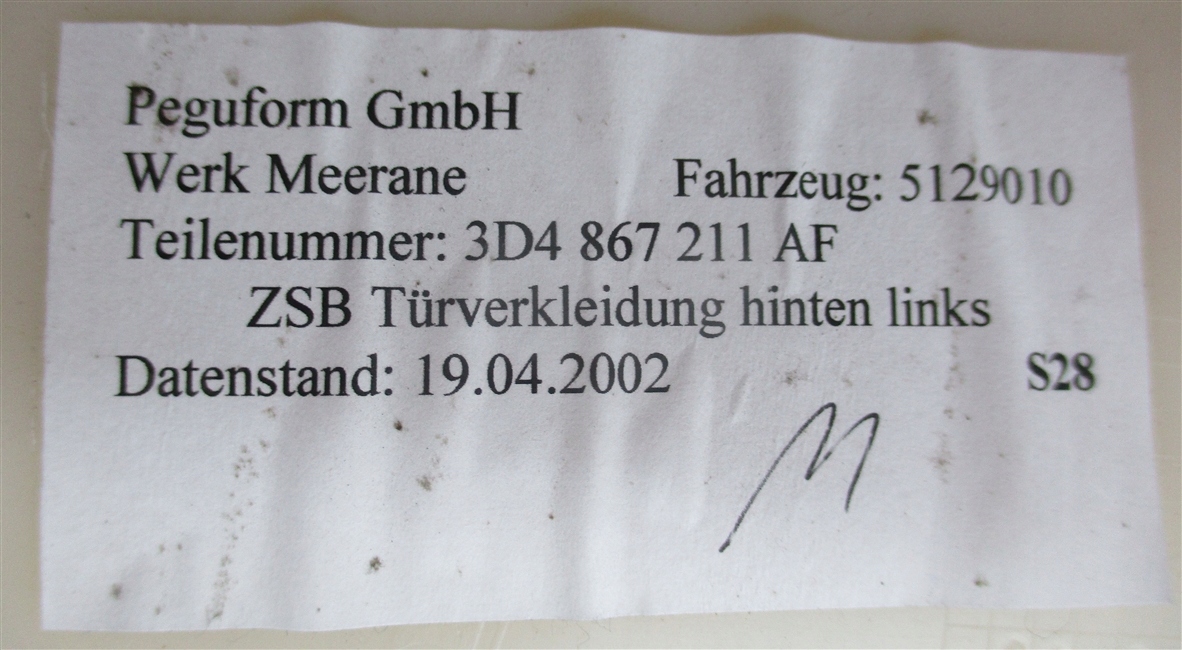 Peguform GmbH
Werk Meerane Fahrzeug: 5129010
Teilenummer: 3D4 867 211 AF
ZSB Türverkleidung hinten links
Datenstand: 19.04.2002 S28